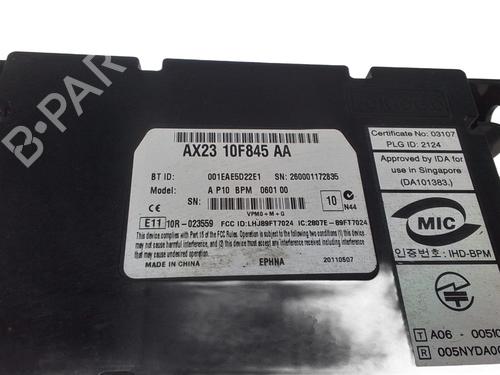 B-PARTS
AX23 10F845 AA
BT ID: 001EAE5D22E1 SN: 260001172835
Model: A P10 BPM 0601 00
SN:
VPM0+M+G
10
N44
E11 10R-023559 FCC ID:LHJ89FT7024 IC:2807E-89FT7024
This device complies with Part 15 of the FCC Rules. Operation is subject to the following
two conditions: (1) this device may not cause harmful interference, and (2) this
device must accept any interference received, including interference that may cause
undesired operation.
MADE IN CHINA EPHNA 20110507
Certificate No: 03107
PLG ID: 2124
Approved by IDA for
use in Singapore
(DA101383.)
MIC
인증번호: IHD-BPM
T A06 - 00510
R 005NYDA00